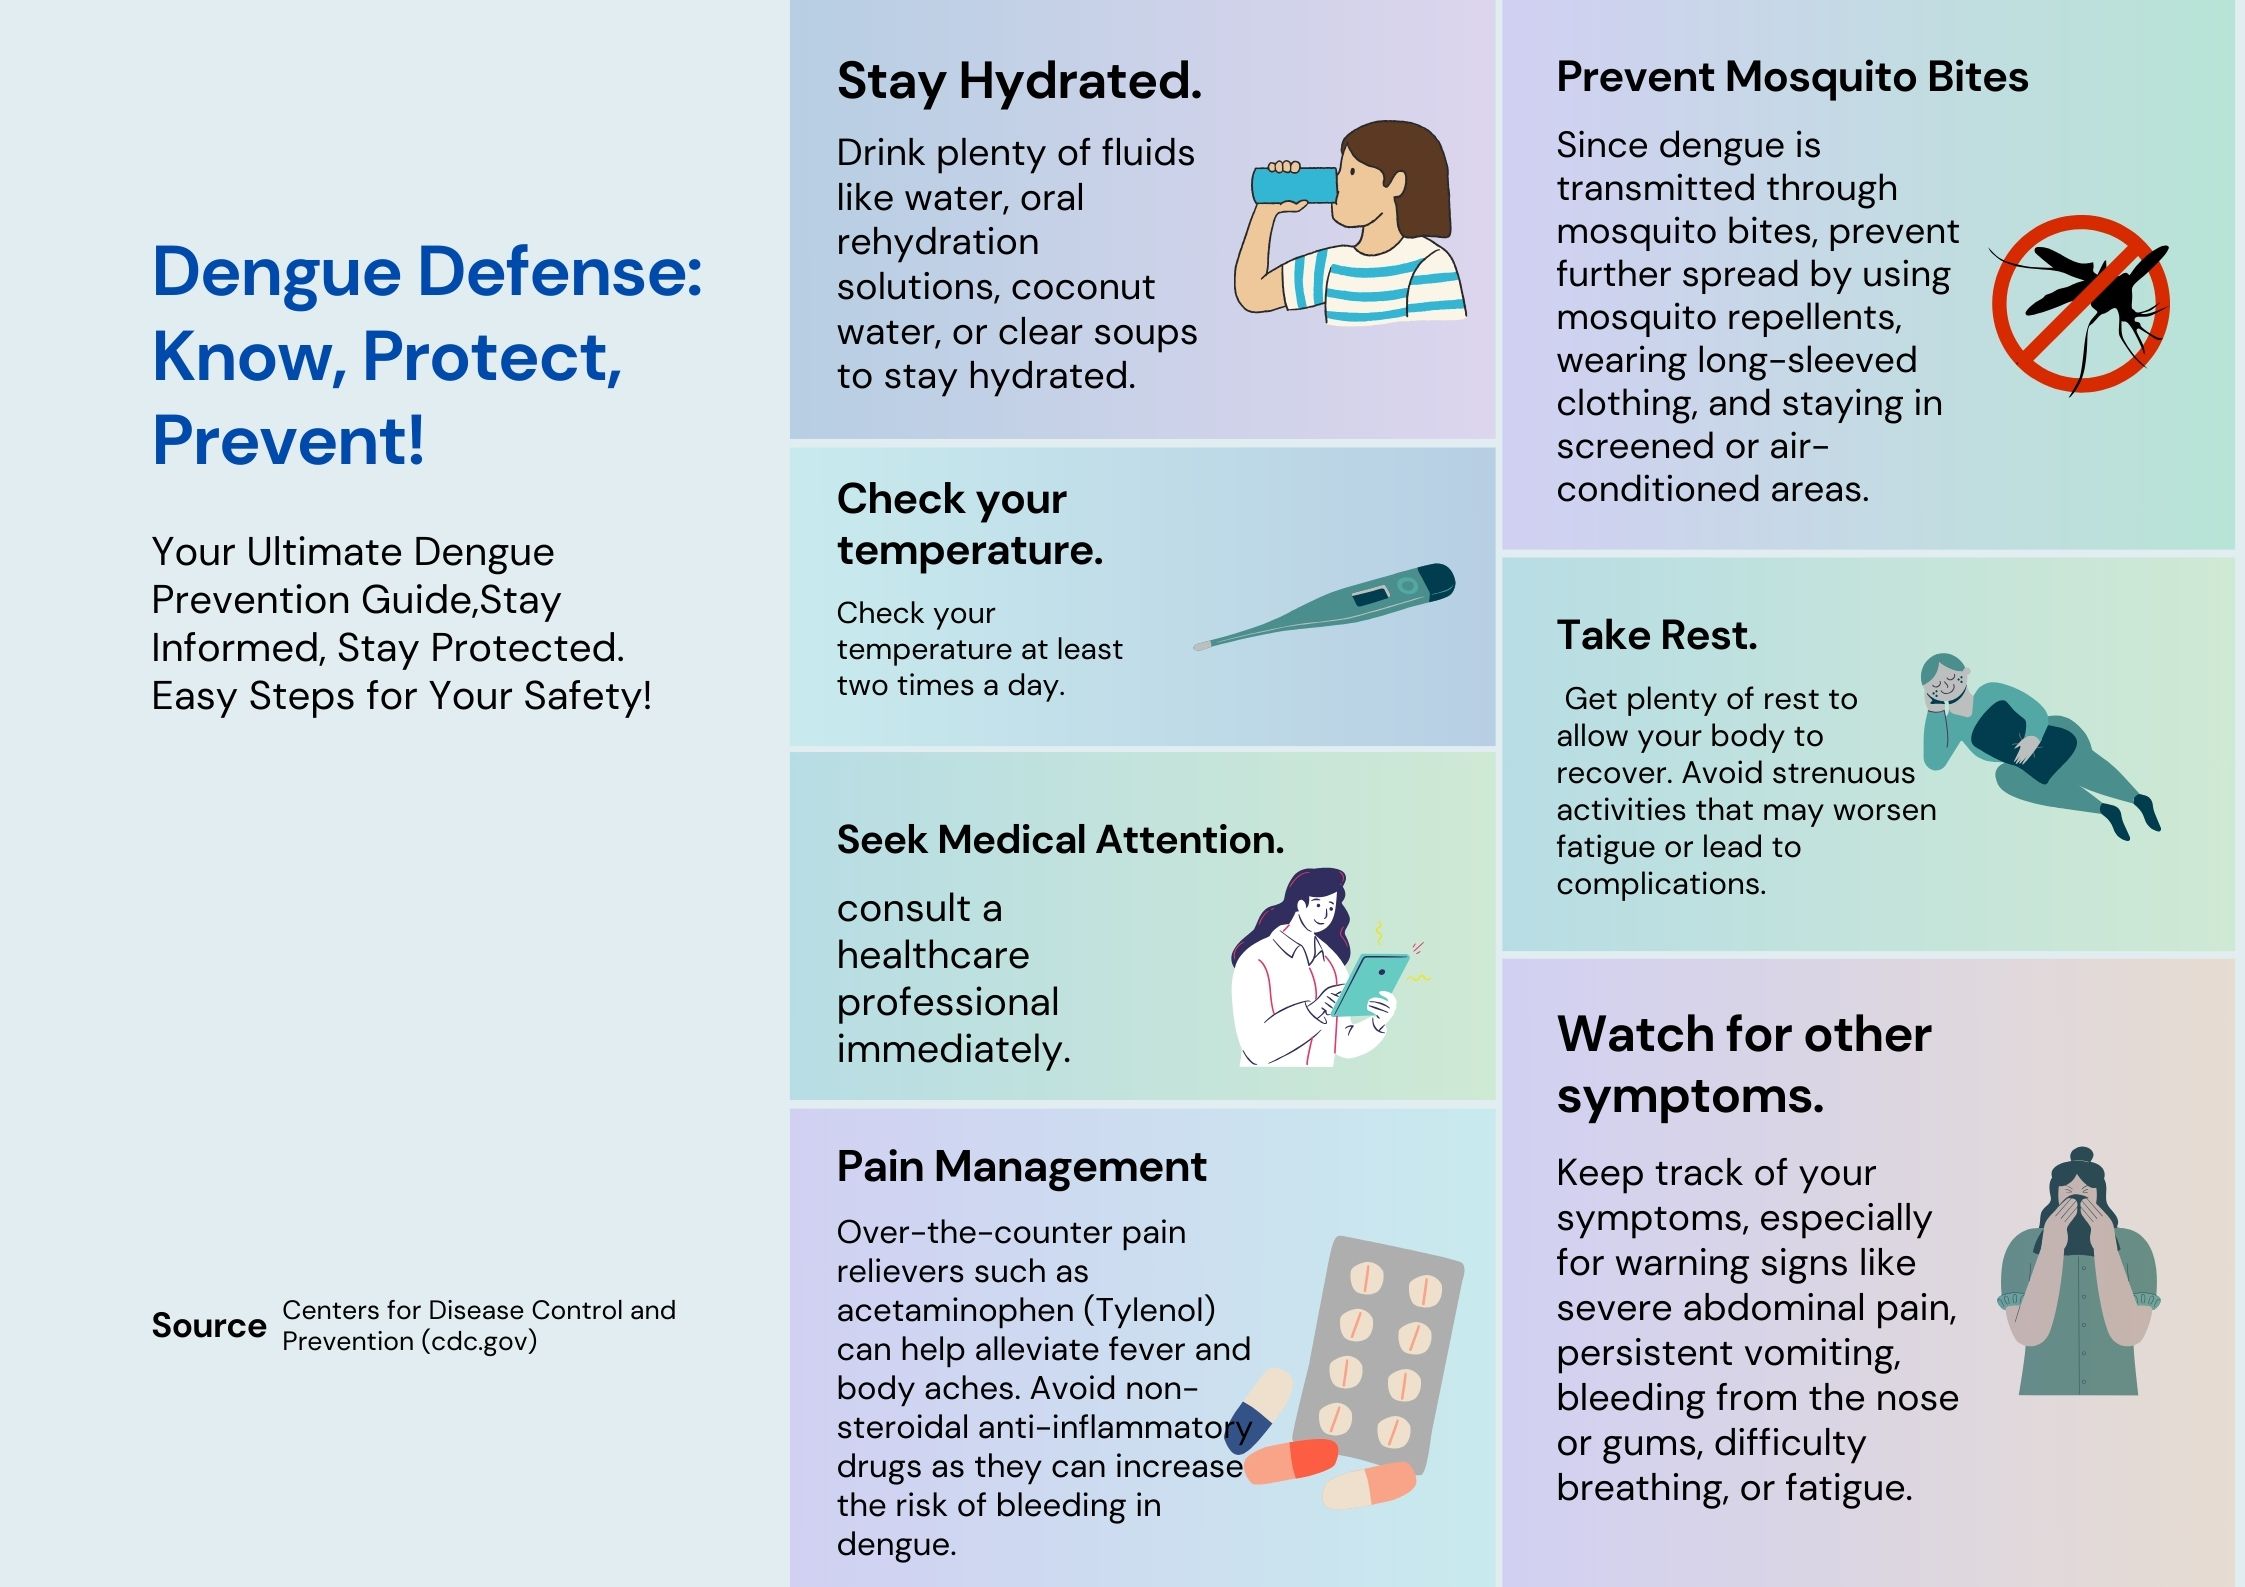 Dengue Defense:
Know, Protect,
Prevent!
Your Ultimate Dengue
Prevention Guide,Stay
Informed, Stay Protected.
Easy Steps for Your Safety!
Source
Centers for Disease Control and
Prevention (cdc.gov)
Stay Hydrated.
Drink plenty of fluids
like water, oral
rehydration
solutions, coconut
water, or clear soups
to stay hydrated.
Check your
temperature.
Check your
temperature at least
two times a day.
Seek Medical Attention.
consult a
healthcare
professional
immediately.
Pain Management
Over-the-counter pain
relievers such as
acetaminophen (Tylenol)
can help alleviate fever and
body aches. Avoid non-
steroidal anti-inflammatory
drugs as they can increase
the risk of bleeding in
dengue.
Prevent Mosquito Bites
Since dengue is
transmitted through
mosquito bites, prevent
further spread by using
mosquito repellents,
wearing long-sleeved
clothing, and staying in
screened or air-
conditioned areas.
Take Rest.
Get plenty of rest to
allow your body to
recover. Avoid strenuous
activities that may worsen
fatigue or lead to
complications.
Watch for other
symptoms.
Keep track of your
symptoms, especially
for warning signs like
severe abdominal pain,
persistent vomiting,
bleeding from the nose
or gums, difficulty
breathing, or fatigue.